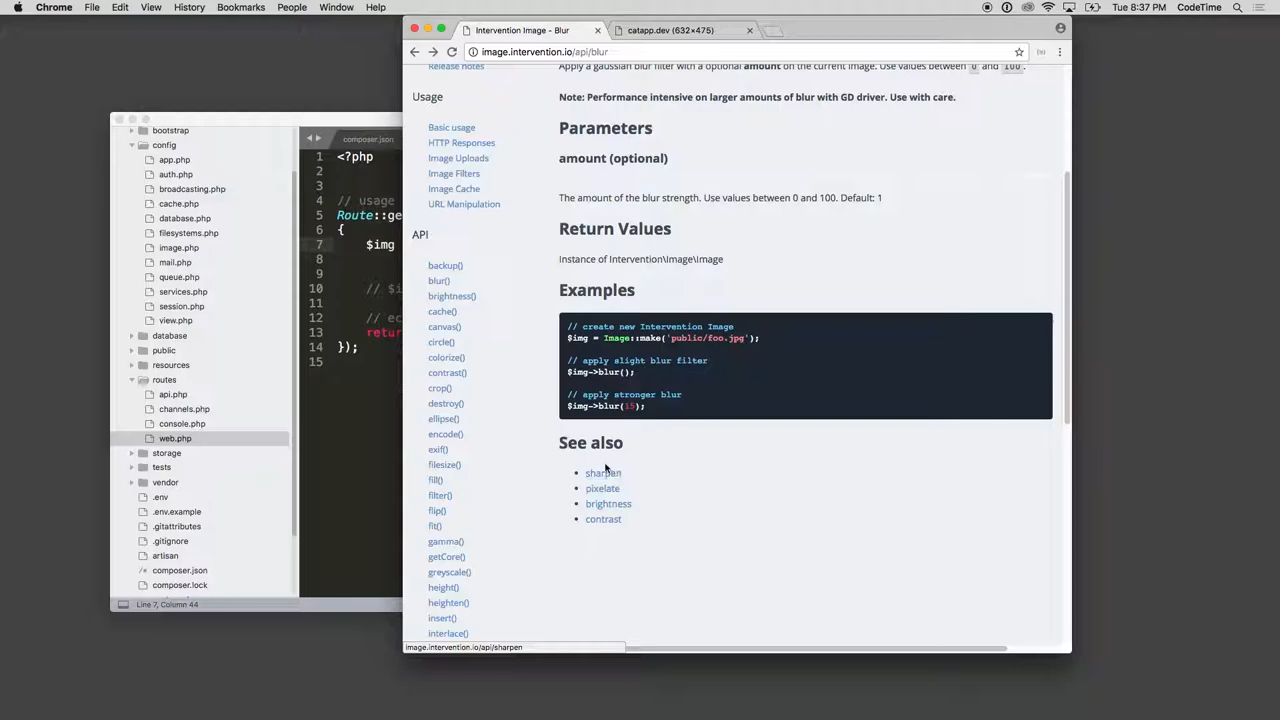 Chrome File Edit View History Bookmarks People Window Help
Tue 8:37 PM CodeTime
Intervention Image - Blur
catapp.dev (632×475)
image.intervention.io/api/blur
bootstrap
config
app.php
auth.php
broadcasting.php
cache.php
database.php
filesystems.php
image.php
mail.php
queue.php
services.php
session.php
view.php
database
public
resources
routes
api.php
channels.php
console.php
web.php
storage
tests
vendor
.env
.env.example
.gitattributes
.gitignore
artisan
composer.json
composer.lock
Line 7, Column 44
composer.json
1 <?php
2
3
4 // usage
5 Route::ge
6 {
7 $img
8
9
10 // $i
11
12 // ec
13 retur
14 });
15
Release notes
Usage
Basic usage
HTTP Responses
Image Uploads
Image Filters
Image Cache
URL Manipulation
API
backup()
blur()
brightness()
cache()
canvas()
circle()
colorize()
contrast()
crop()
destroy()
ellipse()
encode()
exif()
filesize()
fill()
filter()
flip()
fit()
gamma()
getCore()
greyscale()
height()
heighten()
insert()
interlace()
image.intervention.io/api/sharpen
Apply a gaussian blur filter with a optional amount on the current image. Use values between 0 and 100.
Note: Performance intensive on larger amounts of blur with GD driver. Use with care.
Parameters
amount (optional)
The amount of the blur strength. Use values between 0 and 100. Default: 1
Return Values
Instance of Intervention\Image\Image
Examples
// create new Intervention Image
$img = Image::make('public/foo.jpg');
// apply slight blur filter
$img->blur();
// apply stronger blur
$img->blur(15);
See also
sharpen
pixelate
brightness
contrast